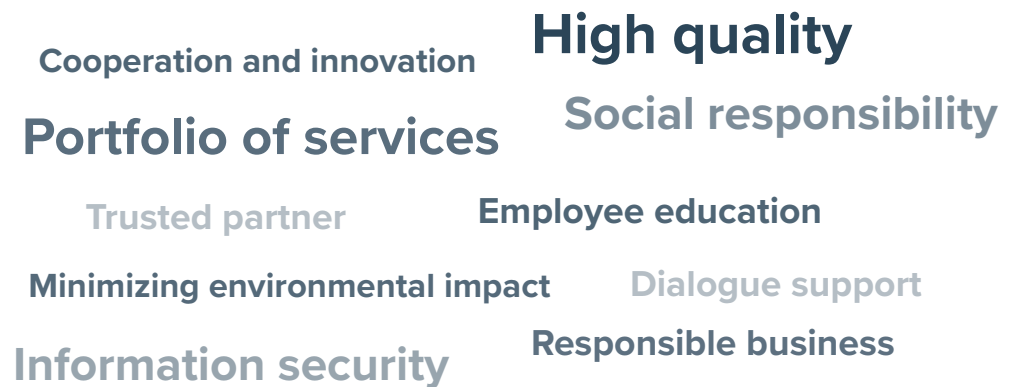 High quality
Cooperation and innovation
Social responsibility
Portfolio of services
Employee education
Trusted partner
Dialogue support
Minimizing environmental impact
Responsible business
Information security